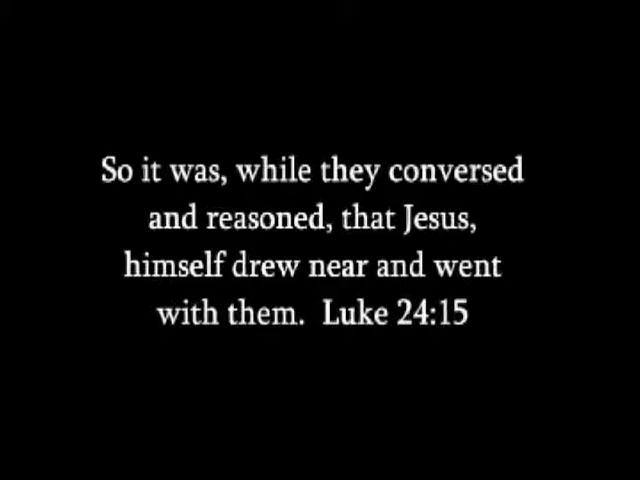 So it was, while they conversed
and reasoned, that Jesus,
himself drew near and went
with them.  Luke 24:15